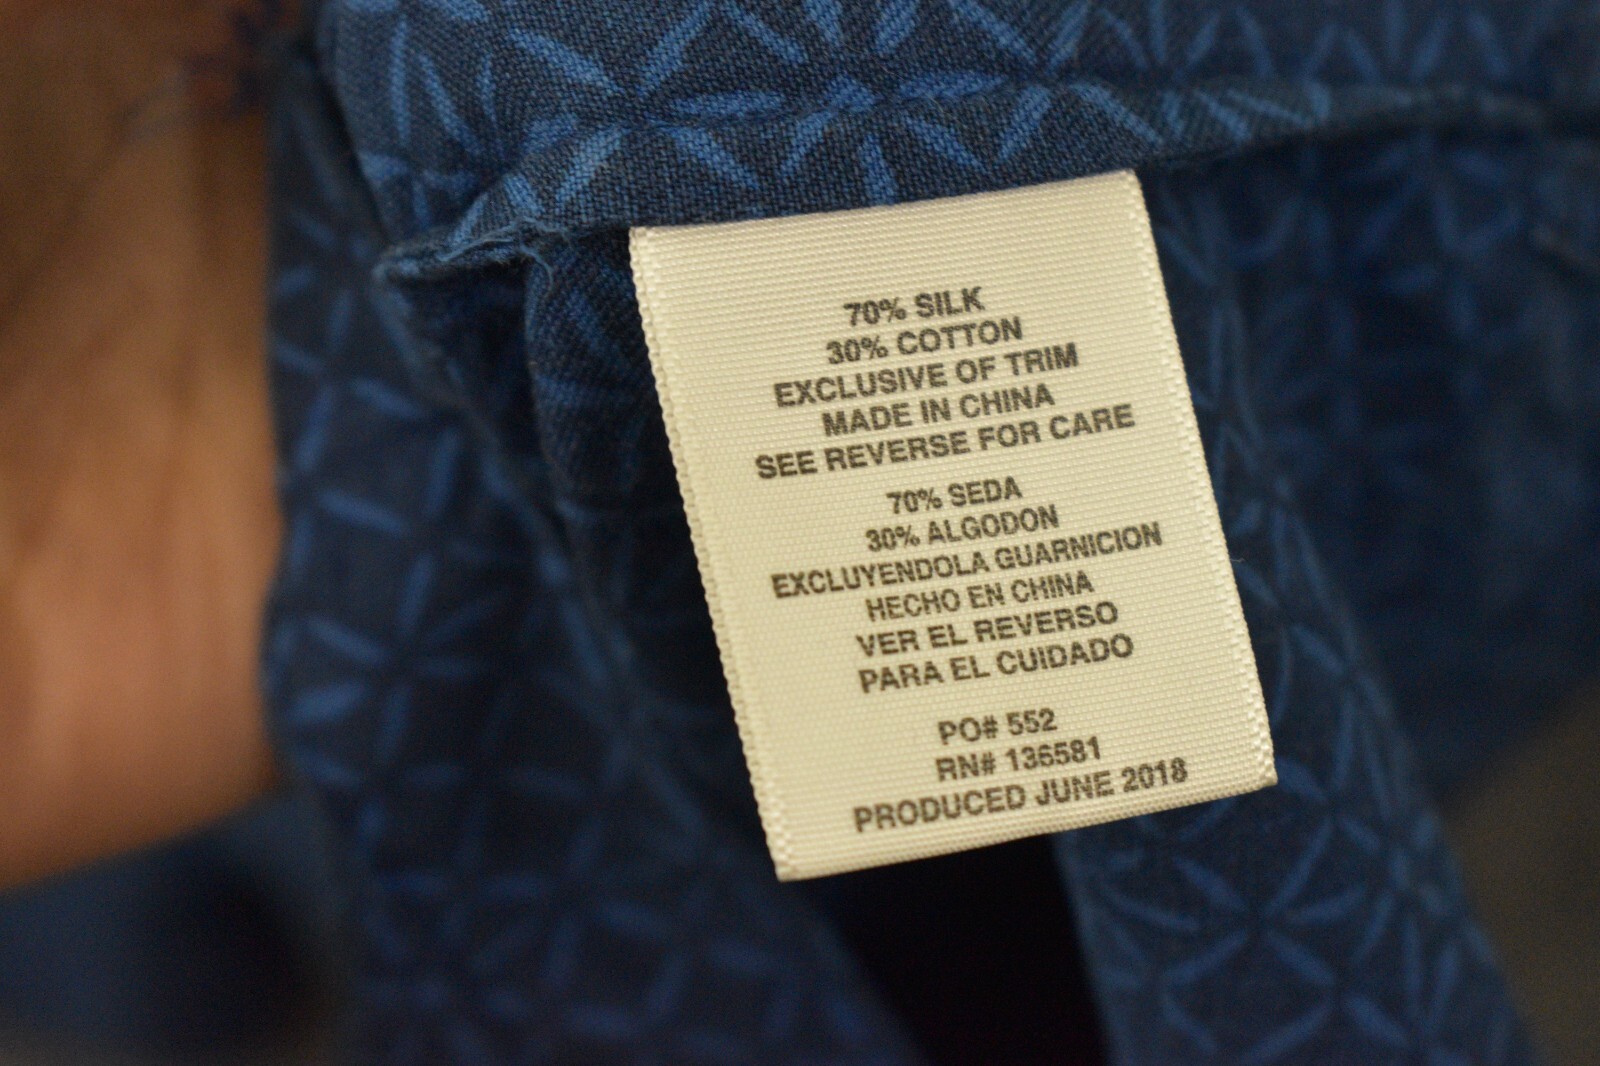 70% SILK
30% COTTON
EXCLUSIVE OF TRIM
MADE IN CHINA
SEE REVERSE FOR CARE
70% SEDA
30% ALGODON
EXCLUYENDOLA GUARNICION
HECHO EN CHINA
VER EL REVERSO
PARA EL CUIDADO
PO# 552
RN# 136581
PRODUCED JUNE 2018